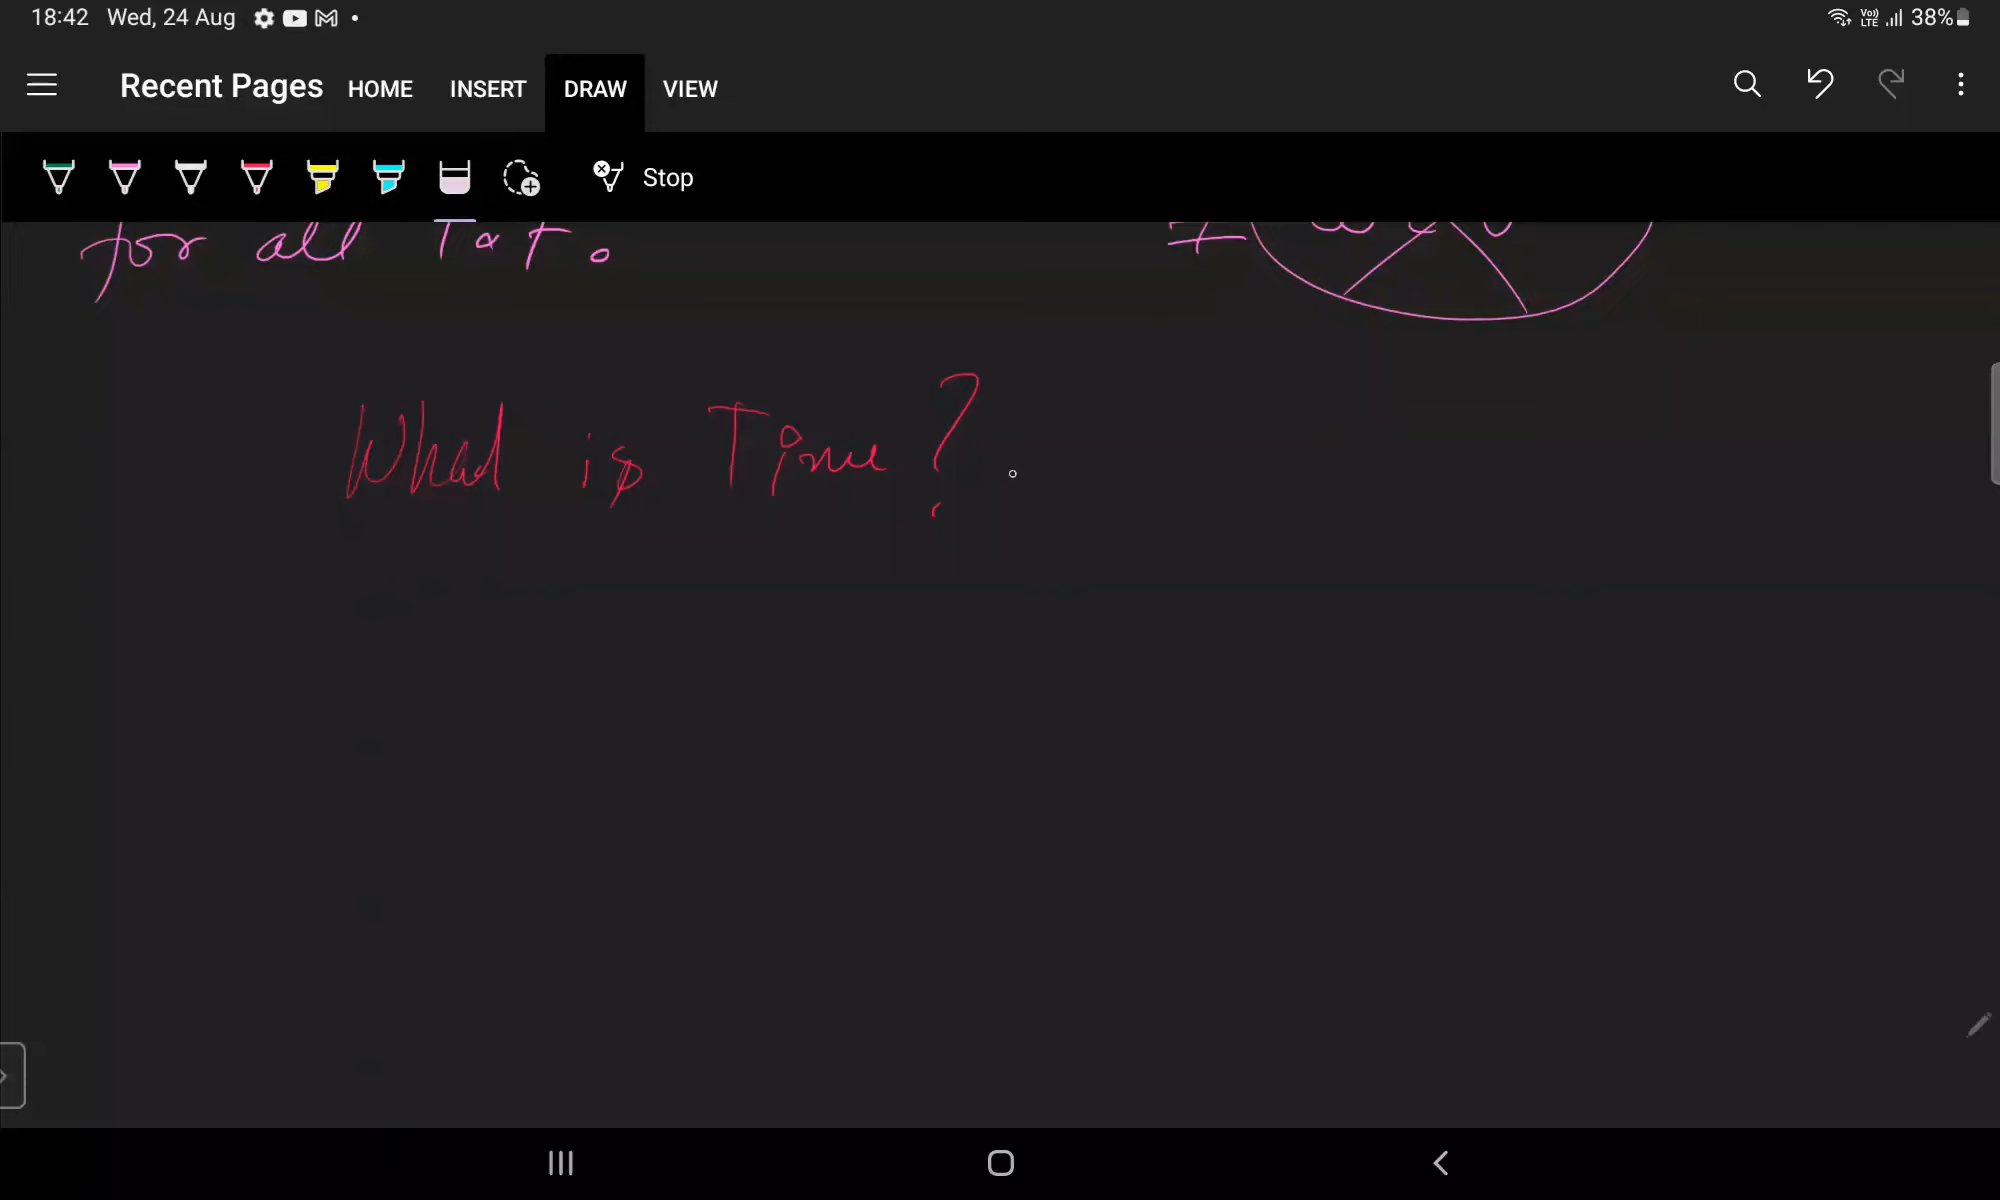 18:42 Wed, 24 Aug 38%
Recent Pages HOME INSERT DRAW VIEW
Stop
for all
What is Time?